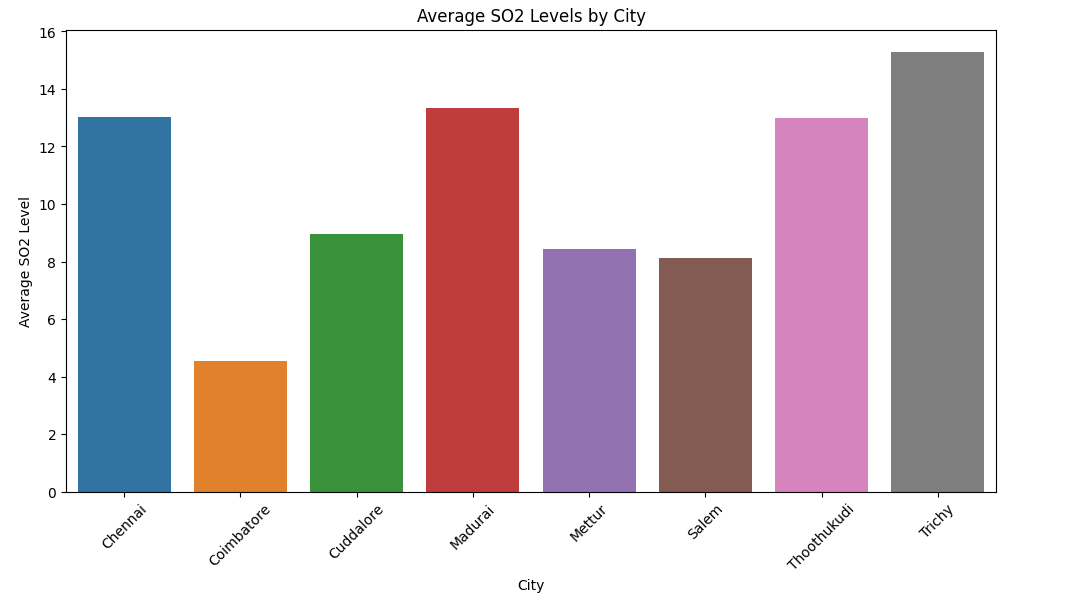 Average SO2 Levels by City
Average SO2 Level
16
14
12
10
8
6
4
2
0
Chennai
Coimbatore
Cuddalore
Madurai
Mettur
Salem
Thoothukudi
Trichy
City